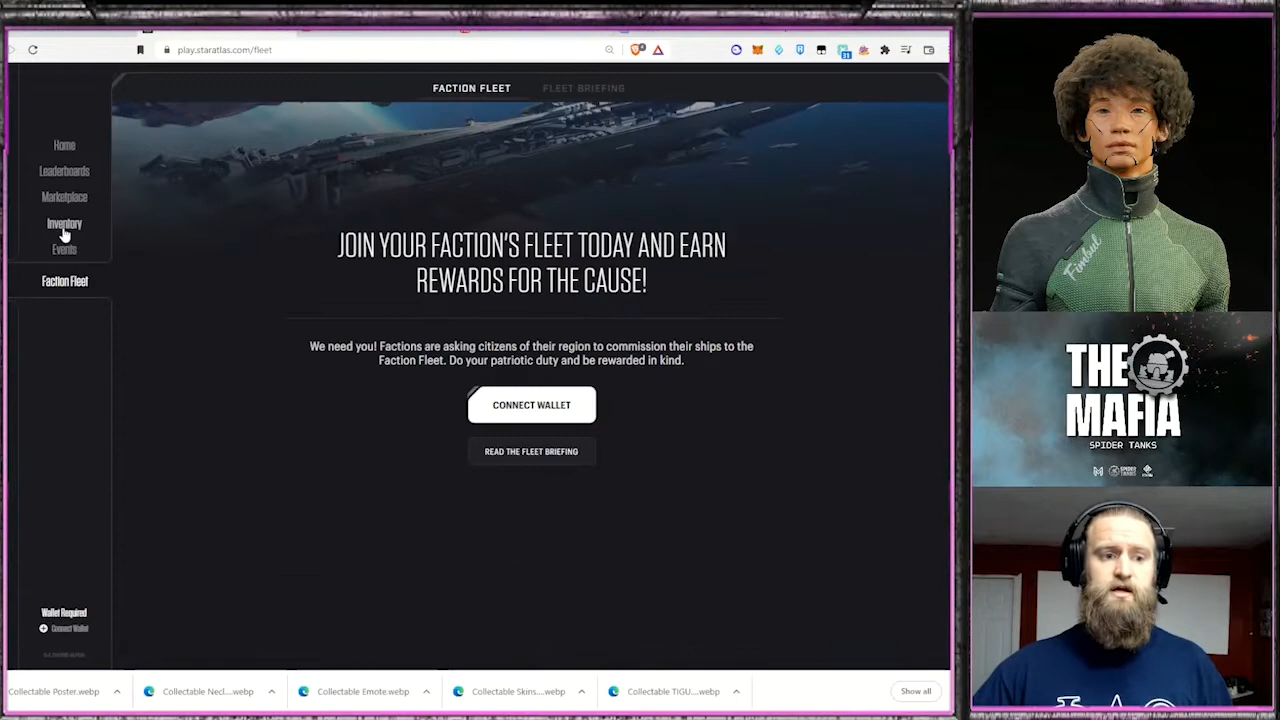 play.staratlas.com/fleet
31
FACTION FLEET
FLEET BRIEFING
Home
Leaderboards
Marketplace
Inventory
Events
Faction Fleet
JOIN YOUR FACTION'S FLEET TODAY AND EARN
REWARDS FOR THE CAUSE!
We need you! Factions are asking citizens of their region to commission their ships to the
Faction Fleet. Do your patriotic duty and be rewarded in kind.
CONNECT WALLET
READ THE FLEET BRIEFING
Wallet Required
Connect Wallet
Collectable Poster.webp
Collectable Necl....webp
Collectable Emote.webp
Collectable Skins....webp
Collectable TIGU....webp
Show all
Fimbul
THE
MAFIA
SPIDER TANKS